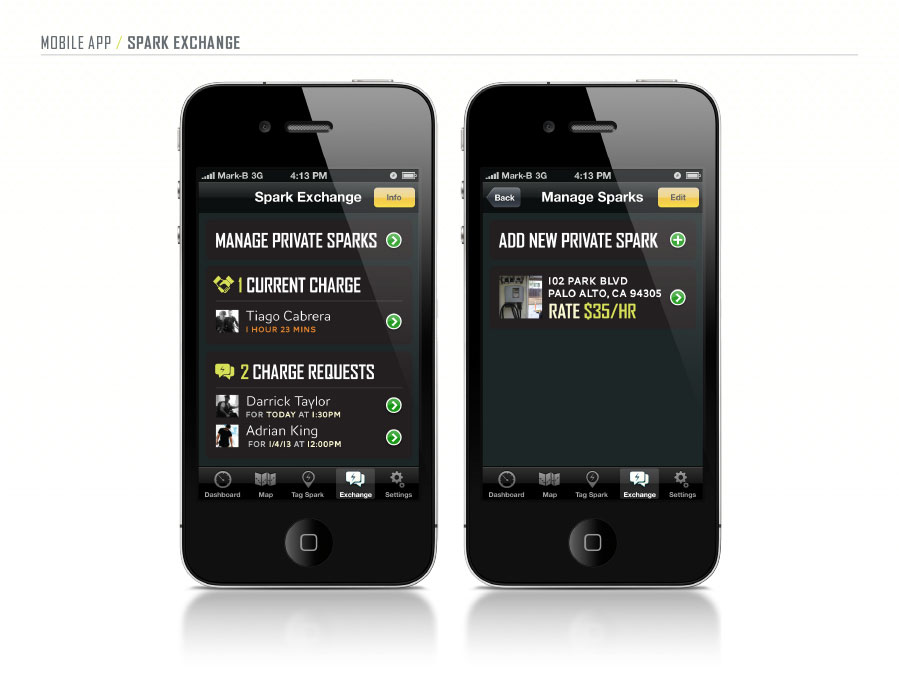 MOBILE APP / SPARK EXCHANGE
Mark-B 3G 4:13 PM
Spark Exchange Info
MANAGE PRIVATE SPARKS
1 CURRENT CHARGE
Tiago Cabrera
1 HOUR 23 MINS
2 CHARGE REQUESTS
Darrick Taylor
FOR TODAY AT 1:30PM
Adrian King
FOR 1/4/13 AT 12:00PM
Dashboard Map Tag Spark Exchange Settings
Mark-B 3G 4:13 PM
Back Manage Sparks Edit
ADD NEW PRIVATE SPARK
102 PARK BLVD
PALO ALTO, CA 94305
RATE $35/HR
Dashboard Map Tag Spark Exchange Settings